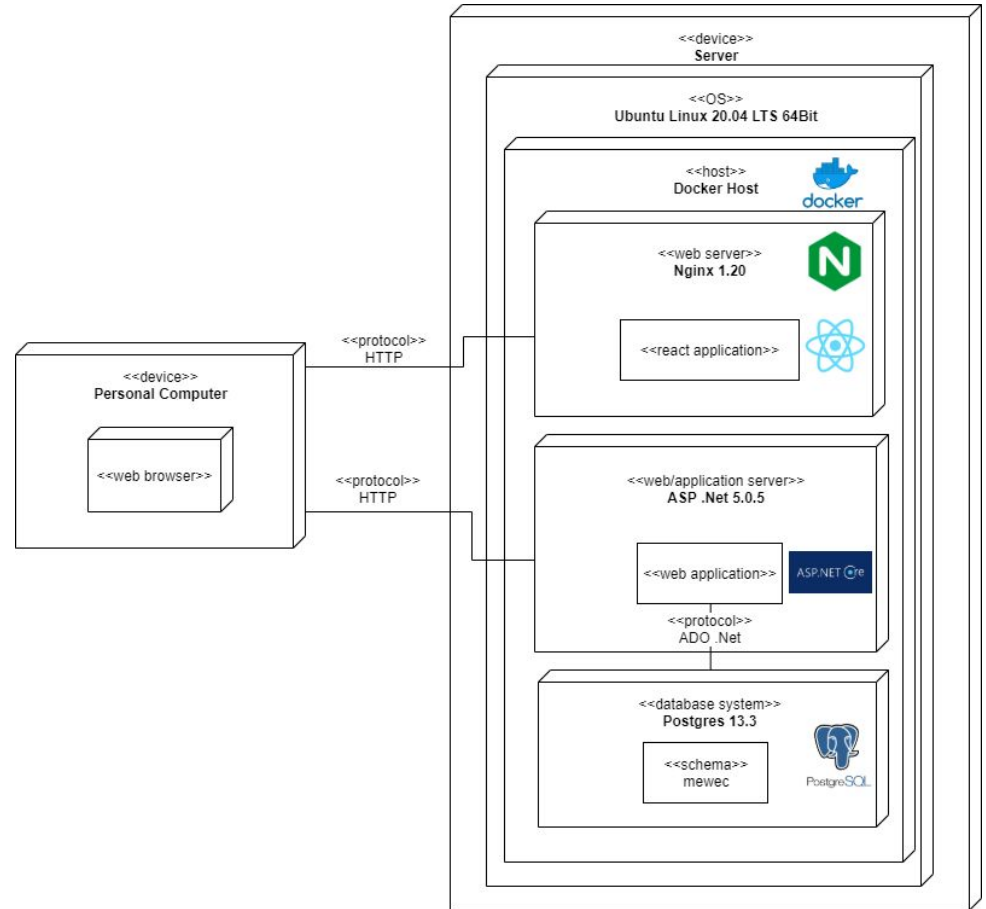 <<device>>
Server
<<OS>>
Ubuntu Linux 20.04 LTS 64Bit
<<host>>
Docker Host
docker
<<web server>>
Nginx 1.20
N
<<react application>>
<<protocol>>
HTTP
<<device>>
Personal Computer
<<web browser>>
<<protocol>>
HTTP
<<web/application server>>
ASP .Net 5.0.5
<<web application>>
ASP.NET Core
<<protocol>>
ADO .Net
<<database system>>
Postgres 13.3
<<schema>>
mewec
PostgreSQL